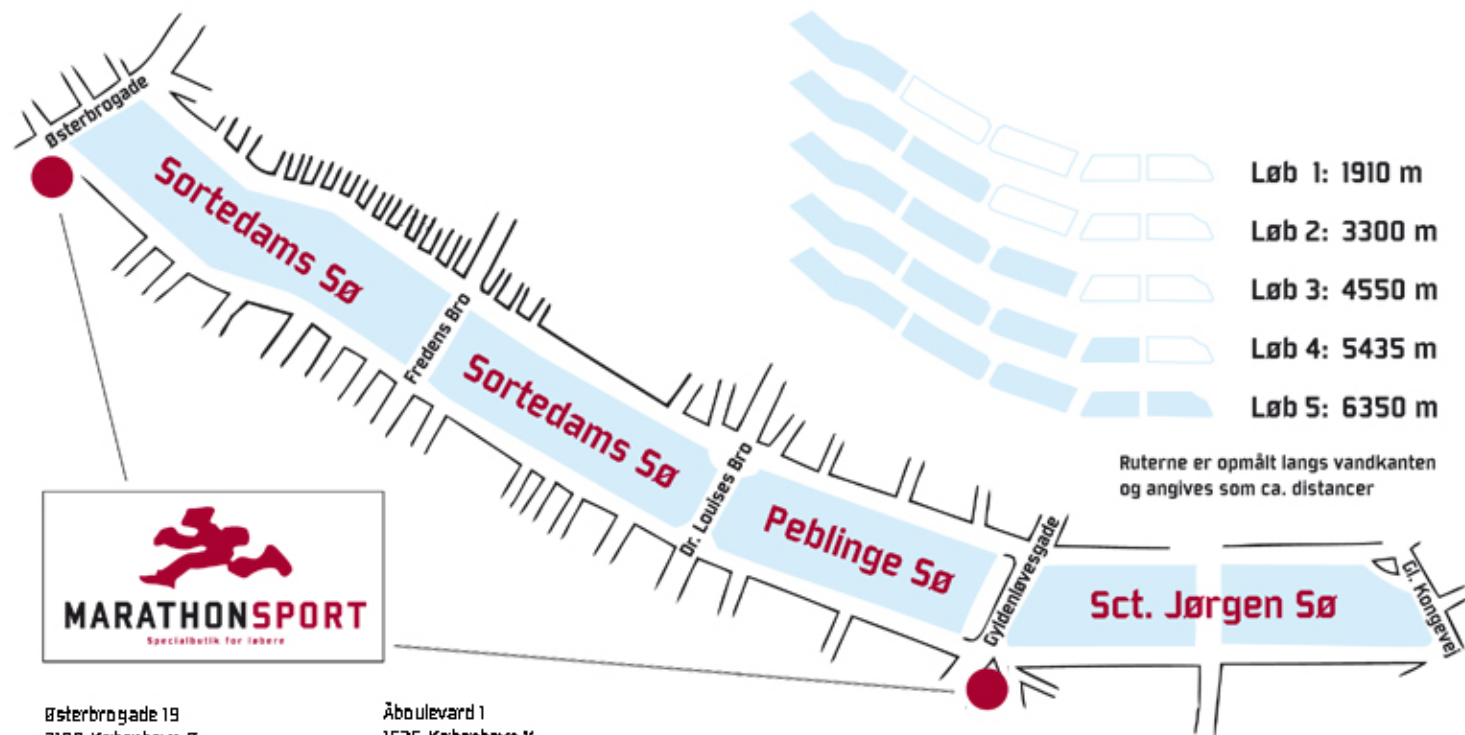 Østerbrogade
Sortedams Sø
Fredens Bro
Sortedams Sø
Dr. Louises Bro
Peblinge Sø
Gyldenløvesgade
Sct. Jørgen Sø
Gl. Kongevej
Løb 1: 1910 m
Løb 2: 3300 m
Løb 3: 4550 m
Løb 4: 5435 m
Løb 5: 6350 m
Ruterne er opmålt langs vandkanten
og angives som ca. distancer
MARATHONSPORT
Specialbutik for løbere
Østerbrogade 19
Åboulevard 1